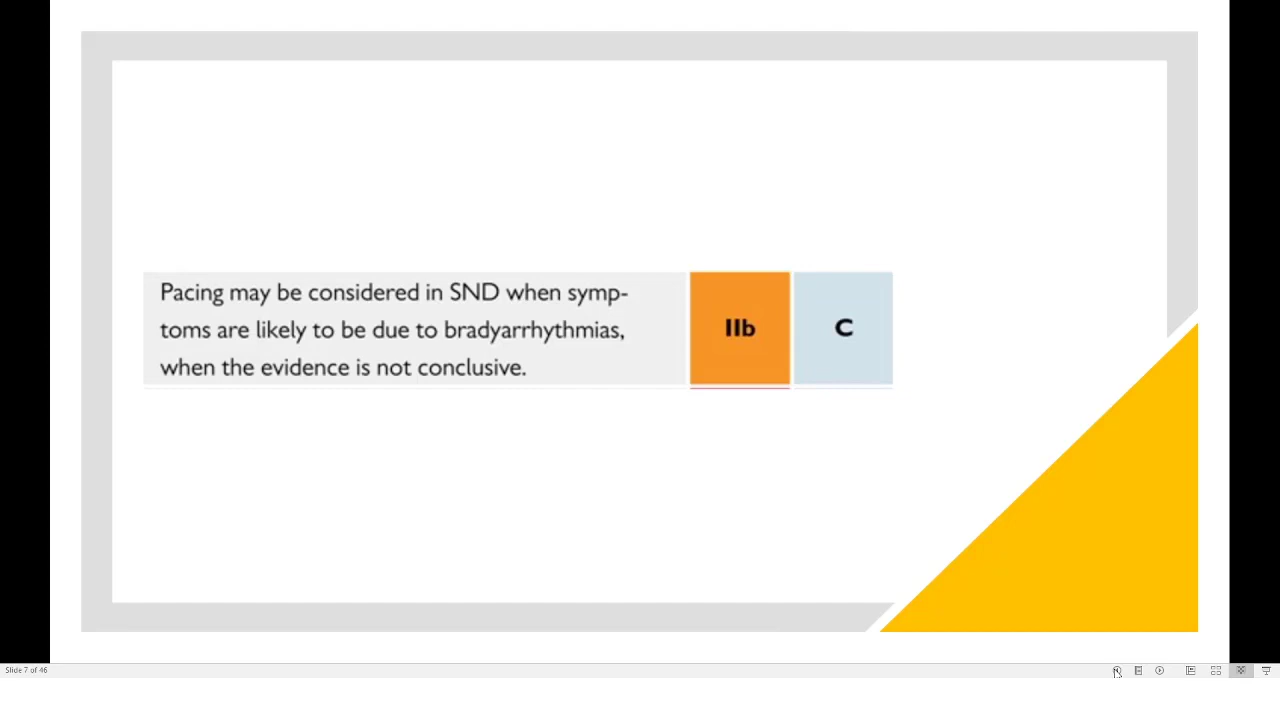 Pacing may be considered in SND when symp-
toms are likely to be due to bradyarrhythmias,
when the evidence is not conclusive.
IIb
C
Slide 7 of 46